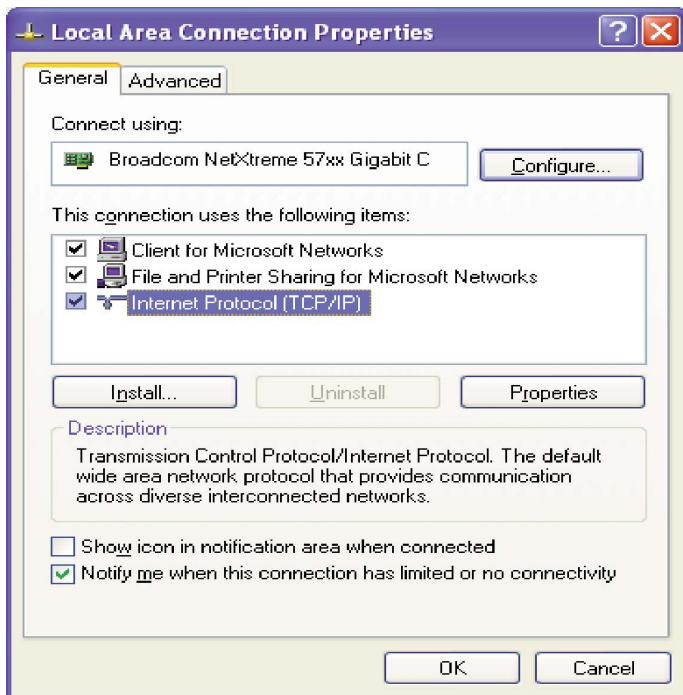 Local Area Connection Properties
General
Advanced
Connect using:
Broadcom NetXtreme 57xx Gigabit C
Configure...
This connection uses the following items:
Client for Microsoft Networks
File and Printer Sharing for Microsoft Networks
Internet Protocol (TCP/IP)
Install...
Uninstall
Properties
Description
Transmission Control Protocol/Internet Protocol. The default
wide area network protocol that provides communication
across diverse interconnected networks.
Show icon in notification area when connected
Notify me when this connection has limited or no connectivity
OK
Cancel